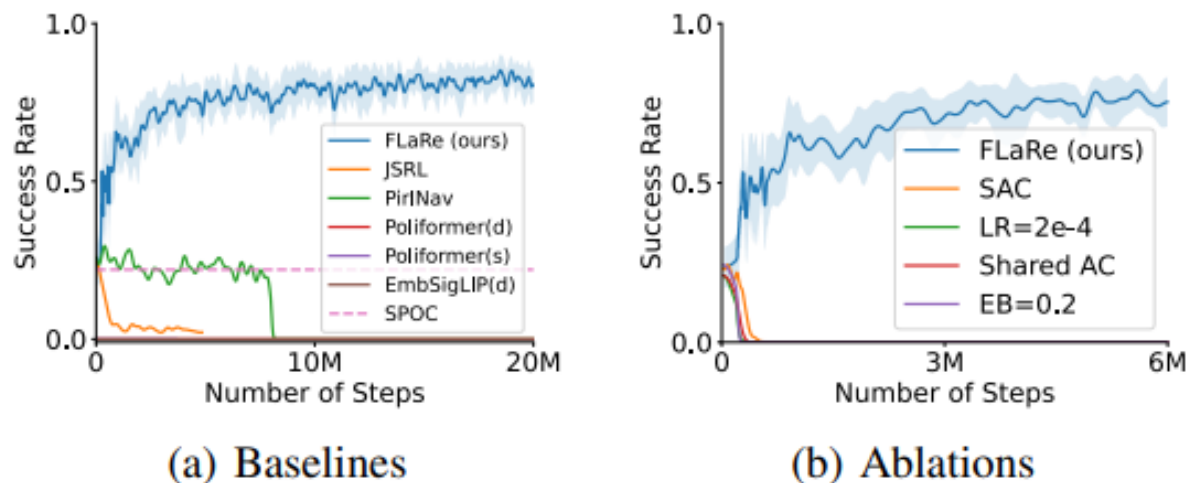 1.0
0.5
0.0
Success Rate
0
10M
20M
Number of Steps
FLaRe (ours)
JSRL
PirlNav
Poliformer(d)
Poliformer(s)
EmbSigLIP(d)
SPOC
(a) Baselines
1.0
0.5
0.0
Success Rate
0
3M
6M
Number of Steps
FLaRe (ours)
SAC
LR=2e-4
Shared AC
EB=0.2
(b) Ablations